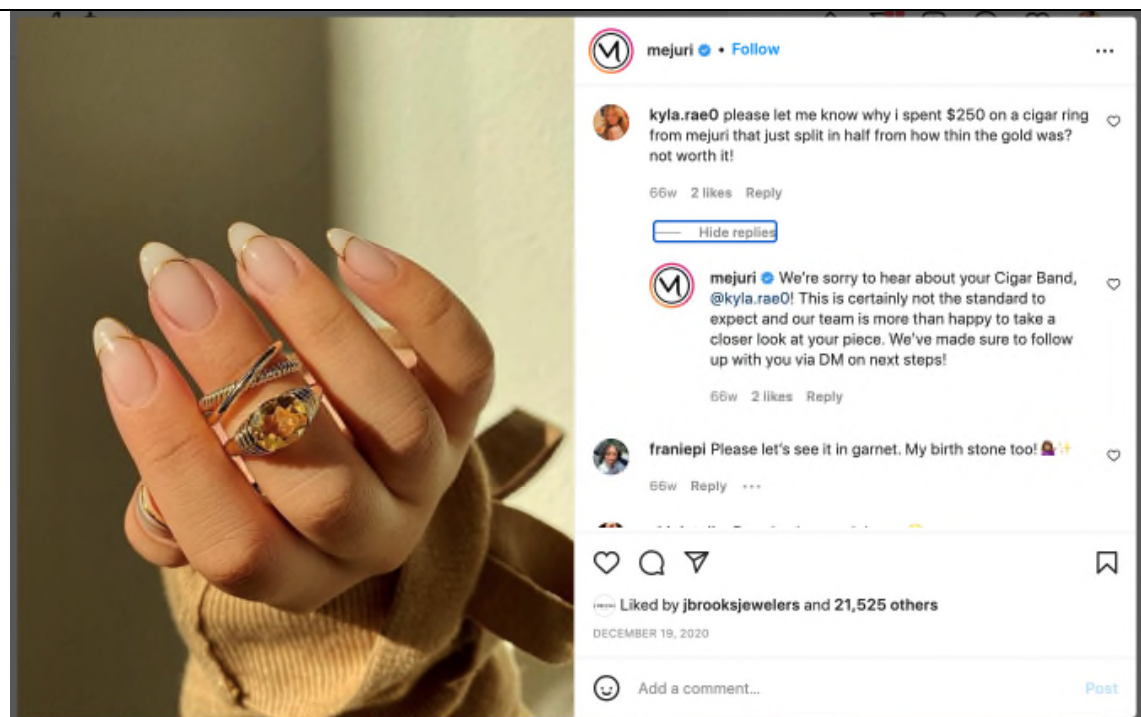 mejuri • Follow
kyla.rae0 please let me know why i spent $250 on a cigar ring
from mejuri that just split in half from how thin the gold was?
not worth it!
66w 2 likes Reply
Hide replies
mejuri We're sorry to hear about your Cigar Band,
@kyla.rae0! This is certainly not the standard to
expect and our team is more than happy to take a
closer look at your piece. We've made sure to follow
up with you via DM on next steps!
66w 2 likes Reply
franiepi Please let's see it in garnet. My birth stone too! 💁🏾‍♀️✨
66w Reply
Liked by jbrooksjewelers and 21,525 others
DECEMBER 19, 2020
Add a comment...
Post